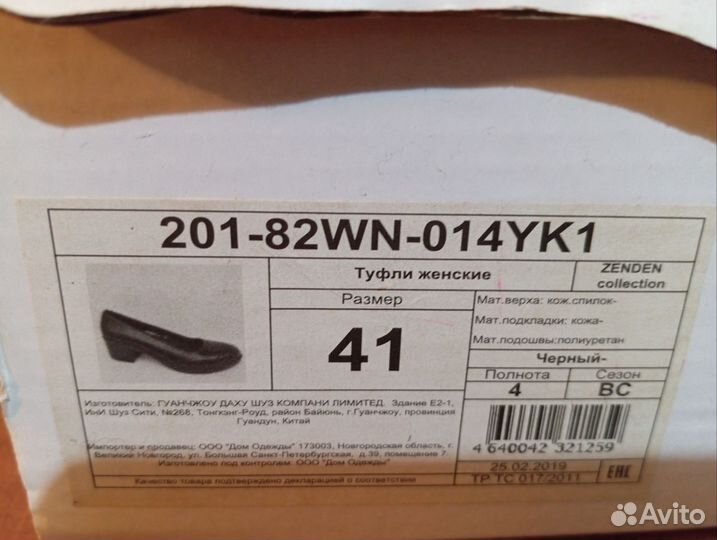 201-82WN-014YK1
Туфли женские
ZENDEN
collection
Размер
41
Мат.верха: кож.спилок-
Мат.подкладки: кожа-
Мат.подошвы:полиуретан
Черный-
Полнота
Сезон
4
ВС
Изготовитель: ГУАНЧЖОУ ДАХУ ШУЗ КОМПАНИ ЛИМИТЕД. Здание Е2-1,
ИнИ Шуз Сити, №268, Тонгкэнг-Роуд, район Байюнь, г.Гуанчжоу, провинция
Гуандун, Китай
Импортер и продавец: ООО "Дом Одежды" 173003, Новгородская область, г.
Великий Новгород, ул. Большая Санкт-Петербургская, д.39, помещение 7.
Изготовлено под контролем: ООО "Дом Одежды"
Качество товара подтверждено декларацией о соответствии
4 640042 321259
25.02.2019
ТР ТС 017/2011
EAC
Avito